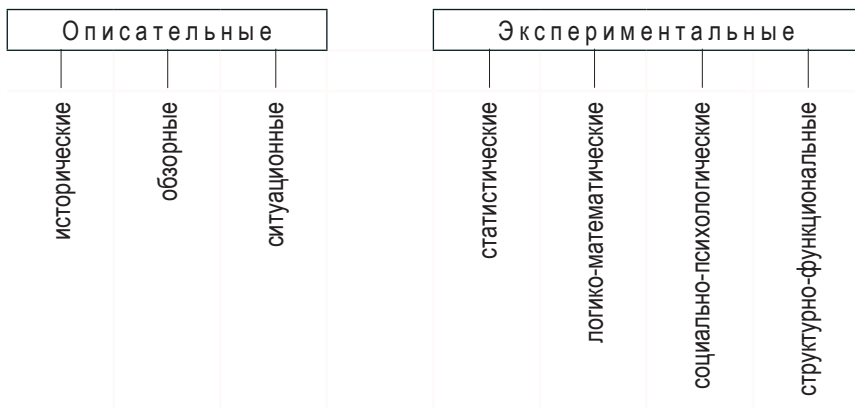 Описательные
Экспериментальные
исторические
обзорные
ситуационные
статистические
логико-математические
социально-психологические
структурно-функциональные